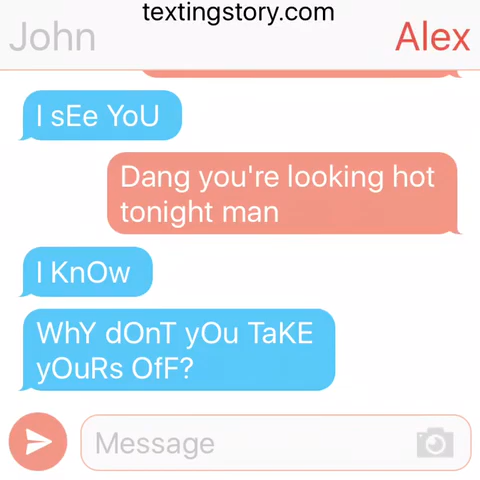 textingstory.com
John
Alex
I sEe YoU
Dang you're looking hot
tonight man
I KnOw
WhY dOnT yOu TaKE
yOuRs OfF?
Message